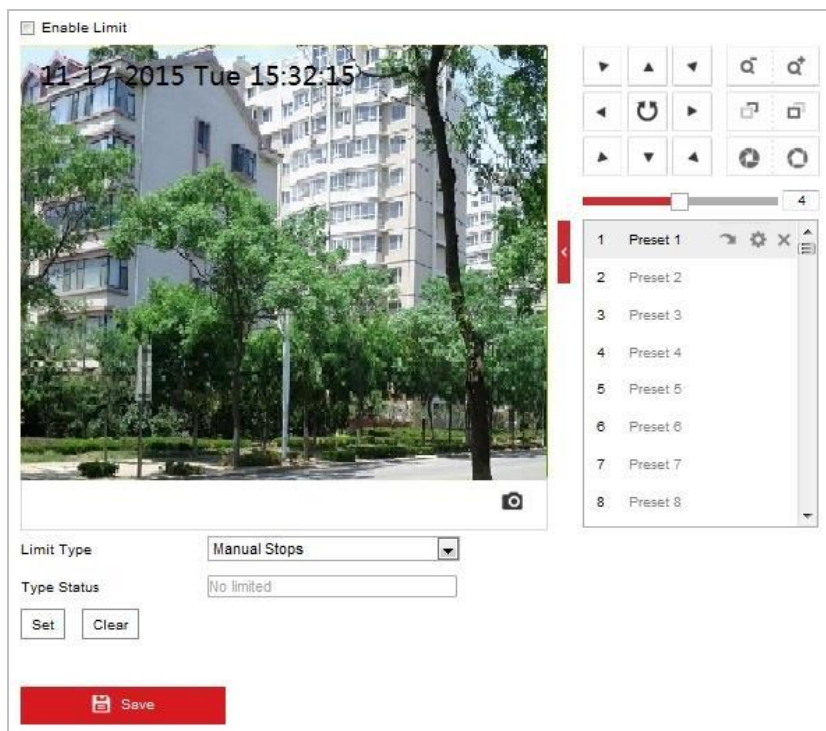 Enable Limit
11-17-2015 Tue 15:32:15
4
1 Preset 1
2 Preset 2
3 Preset 3
4 Preset 4
5 Preset 5
6 Preset 6
7 Preset 7
8 Preset 8
Limit Type Manual Stops
Type Status No limited
Set Clear
Save